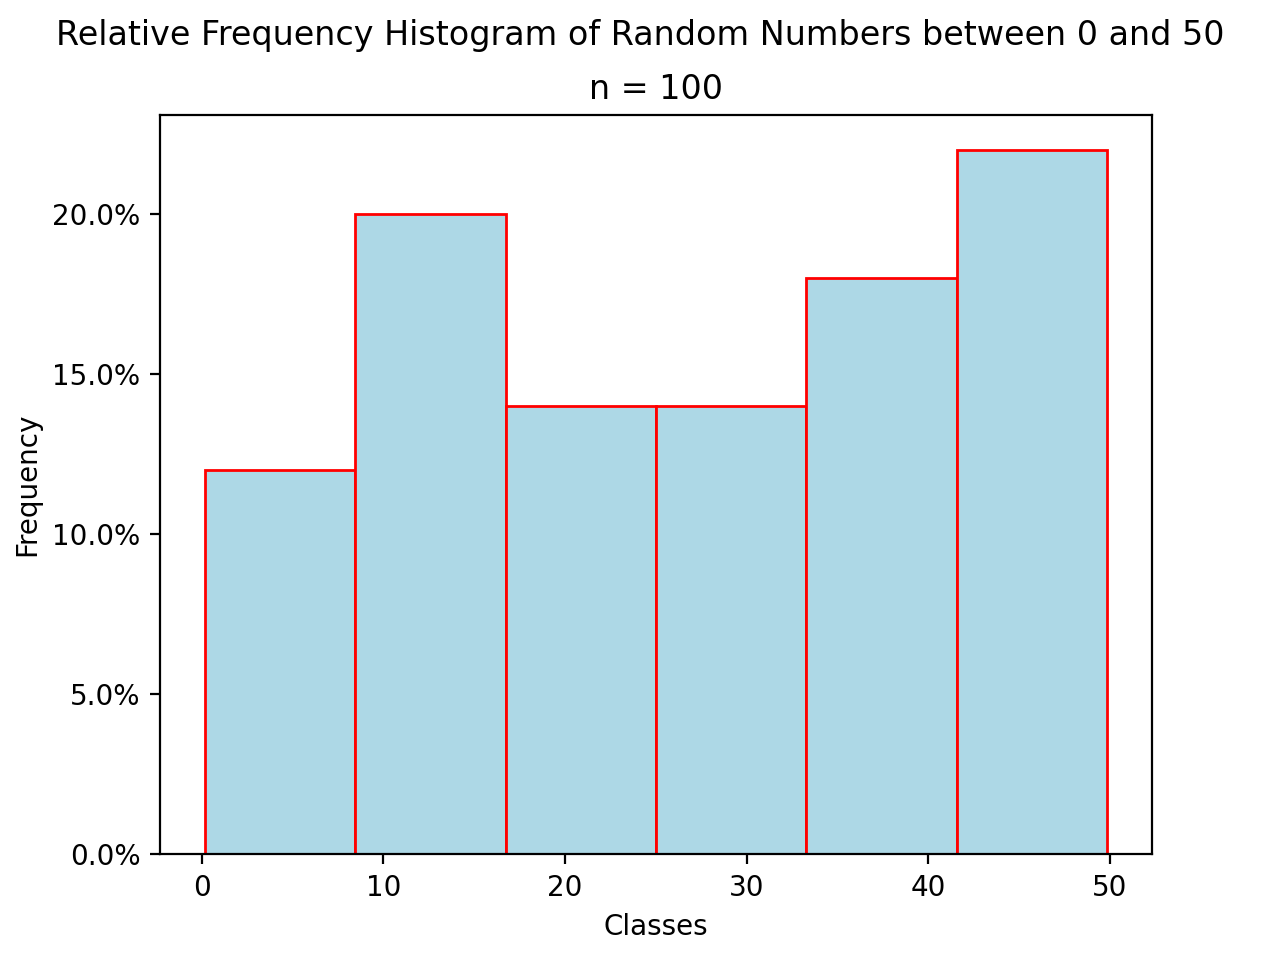 Relative Frequency Histogram of Random Numbers between 0 and 50
n = 100
Frequency
20.0%
15.0%
10.0%
5.0%
0.0%
0 10 20 30 40 50
Classes